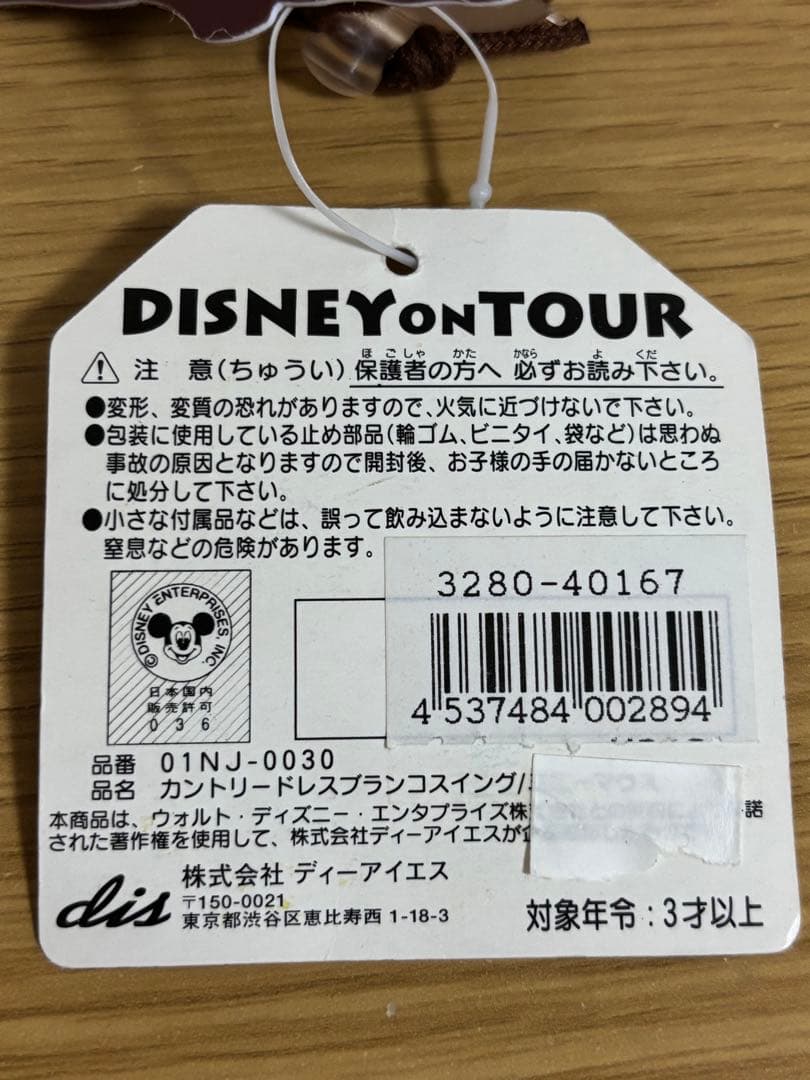 DISNEY ON TOUR
注 意(ちゅうい) 保護者の方へ 必ずお読み下さい。
ほ ご しゃ かた かなら よ くだ
●変形、変質の恐れがありますので、火気に近づけないで下さい。
●包装に使用している止め部品(輪ゴム、ビニタイ、袋など)は思わぬ
事故の原因となりますので開封後、お子様の手の届かないところ
に処分して下さい。
●小さな付属品などは、誤って飲み込まないように注意して下さい。
窒息などの危険があります。
©DISNEY ENTERPRISES, INC.
日本国内
販売許可
036
3280-40167
4 537484 002894
品番 01NJ-0030
品名 カントリードレスブランコスイング/
本商品は、ウォルト・ディズニー・エンタプライズ株 諾
された著作権を使用して、株式会社ディーアイエスが企
dis
株式会社 ディーアイエス
〒150-0021
東京都渋谷区恵比寿西 1-18-3
対象年令:3才以上